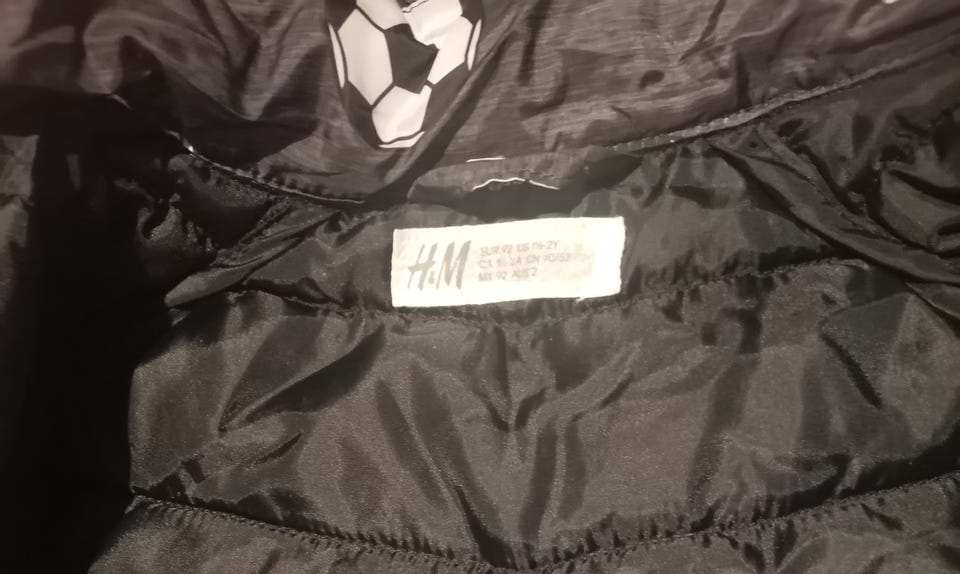 H&M
EUR 92 US 1½-2Y
CA 1½-2A CN 90/52
MX 92 AUS 2